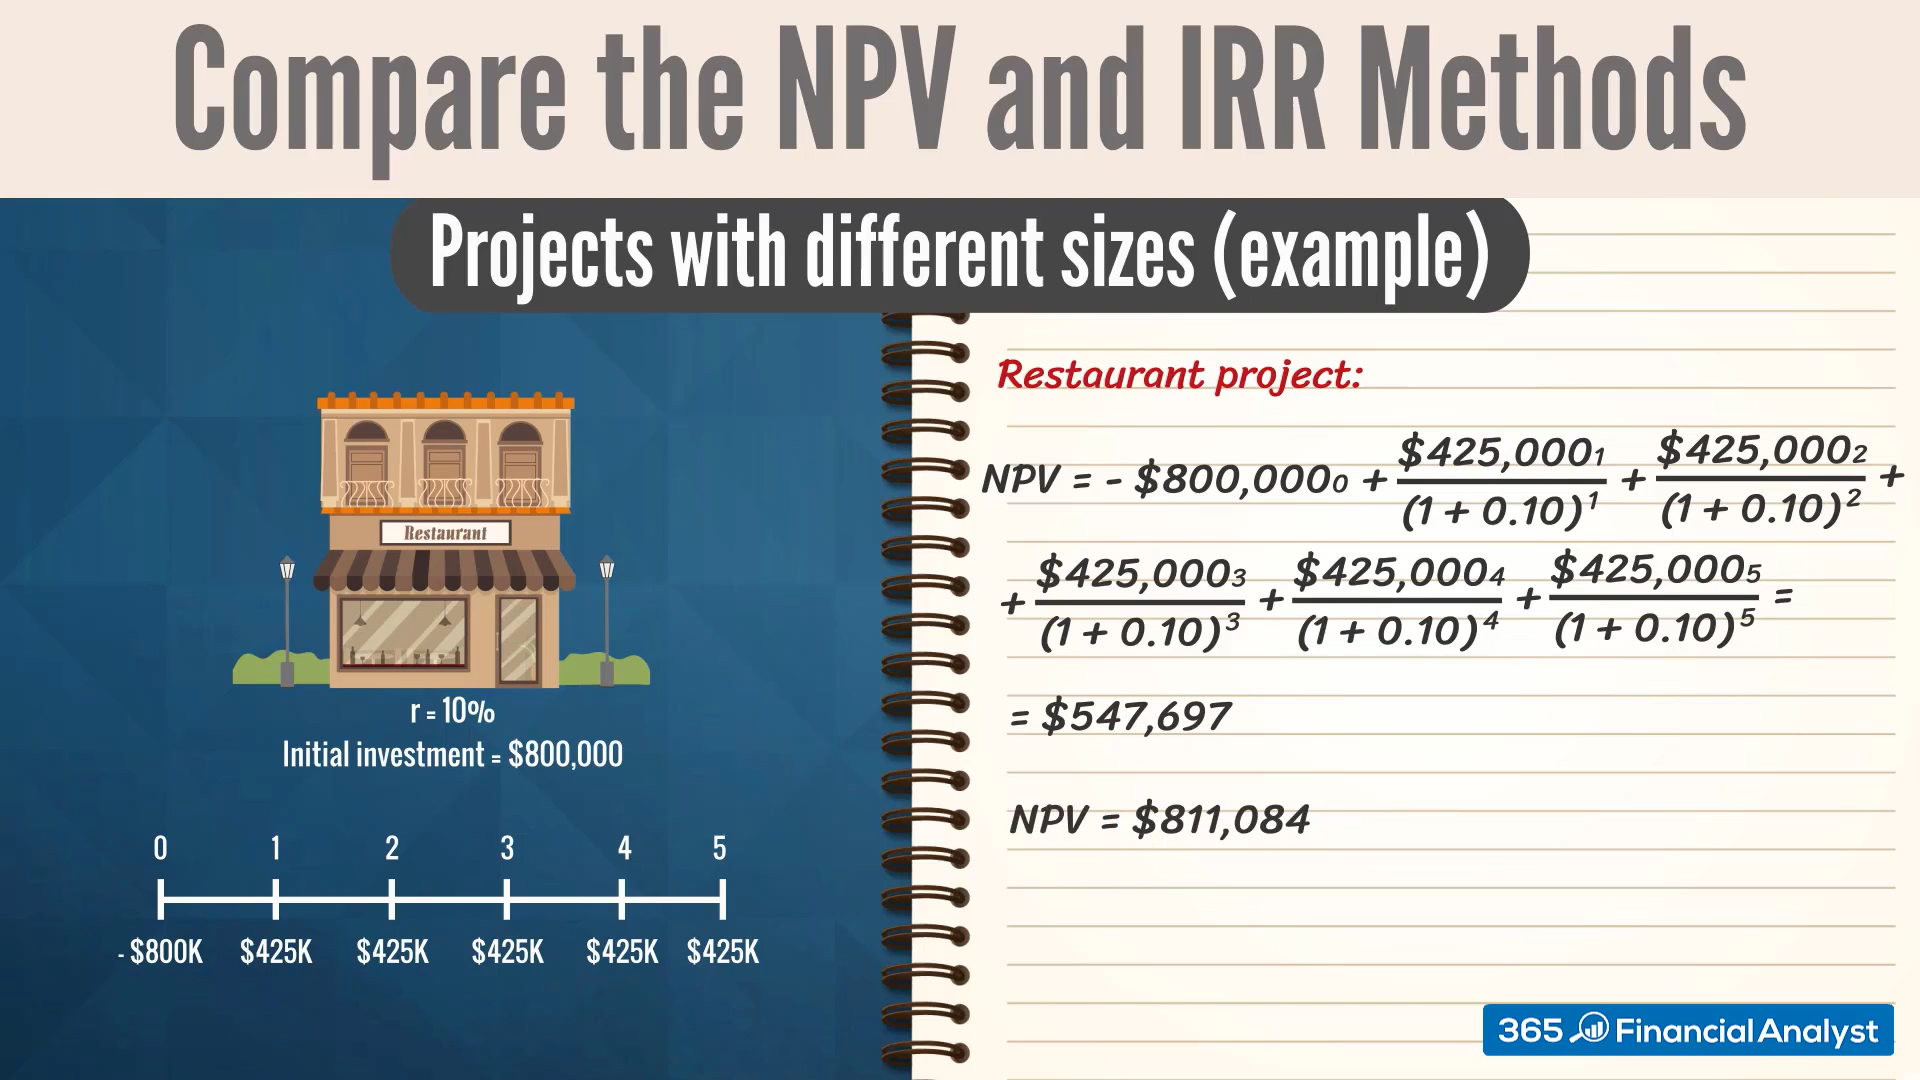 Compare the NPV and IRR Methods
Projects with different sizes (example)
Restaurant
r = 10%
Initial investment = $800,000
0 1 2 3 4 5
- $800K $425K $425K $425K $425K $425K
Restaurant project:
NPV = - $800,000₀ + $425,000₁ / (1 + 0.10)¹ + $425,000₂ / (1 + 0.10)² +
+ $425,000₃ / (1 + 0.10)³ + $425,000₄ / (1 + 0.10)⁴ + $425,000₅ / (1 + 0.10)⁵ =
= $547,697
NPV = $811,084
365 Financial Analyst